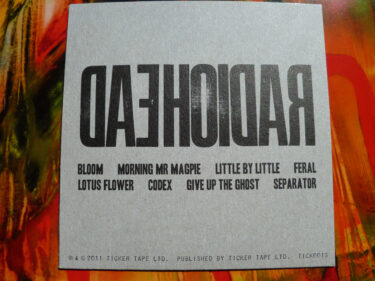 RADIOHEAD
BLOOM MORNING MR MAGPIE LITTLE BY LITTLE FERAL
LOTUS FLOWER CODEX GIVE UP THE GHOST SEPARATOR
℗ & © 2011 TICKER TAPE LTD. PUBLISHED BY TICKER TAPE LTD.